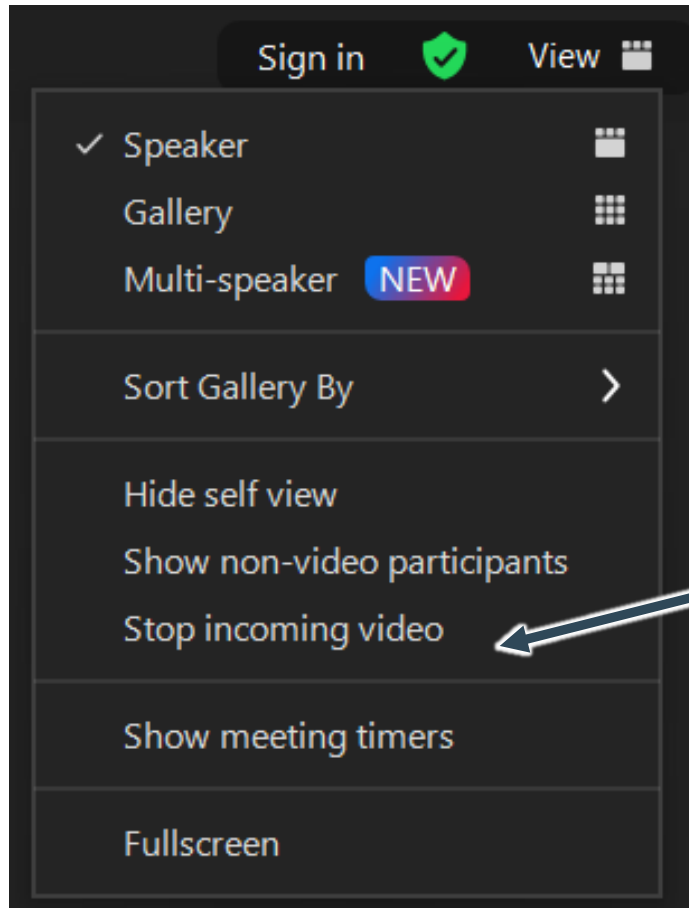 Sign in View
Speaker
Gallery
Multi-speaker NEW
Sort Gallery By
Hide self view
Show non-video participants
Stop incoming video
Show meeting timers
Fullscreen